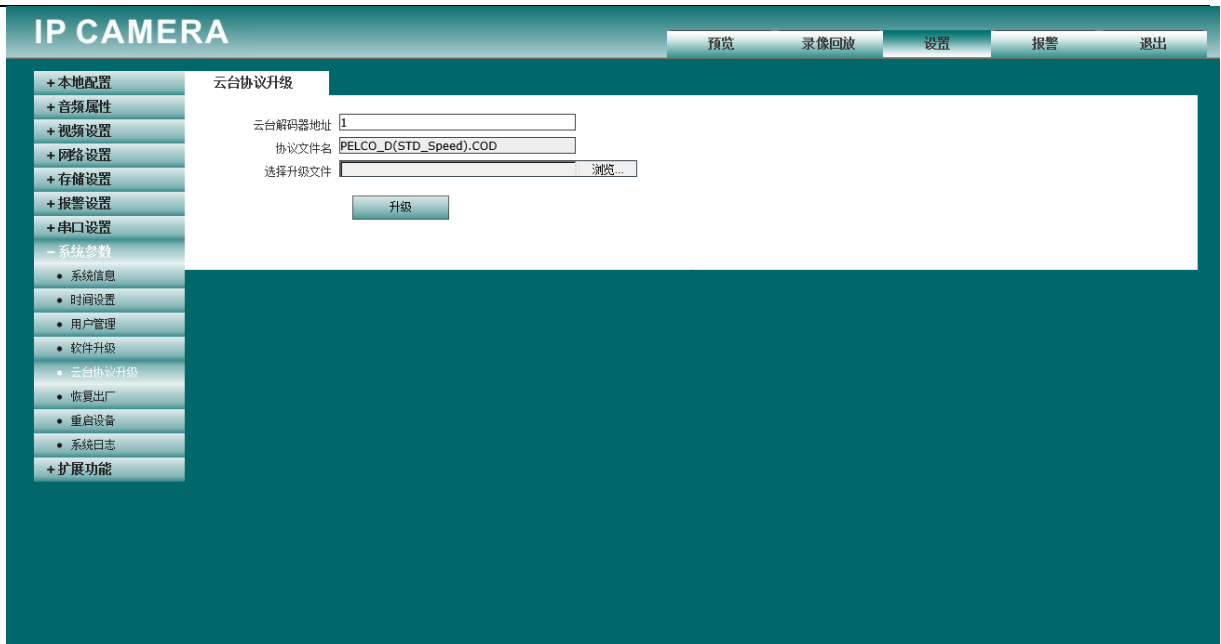 IP CAMERA
预览 录像回放 设置 报警 退出
+本地配置
+音频属性
+视频设置
+网络设置
+存储设置
+报警设置
+串口设置
-系统参数
• 系统信息
• 时间设置
• 用户管理
• 软件升级
• 云台协议升级
• 恢复出厂
• 重启设备
• 系统日志
+扩展功能
云台协议升级
云台解码器地址 1
协议文件名 PELCO_D(STD_Speed).COD
选择升级文件 浏览...
升级